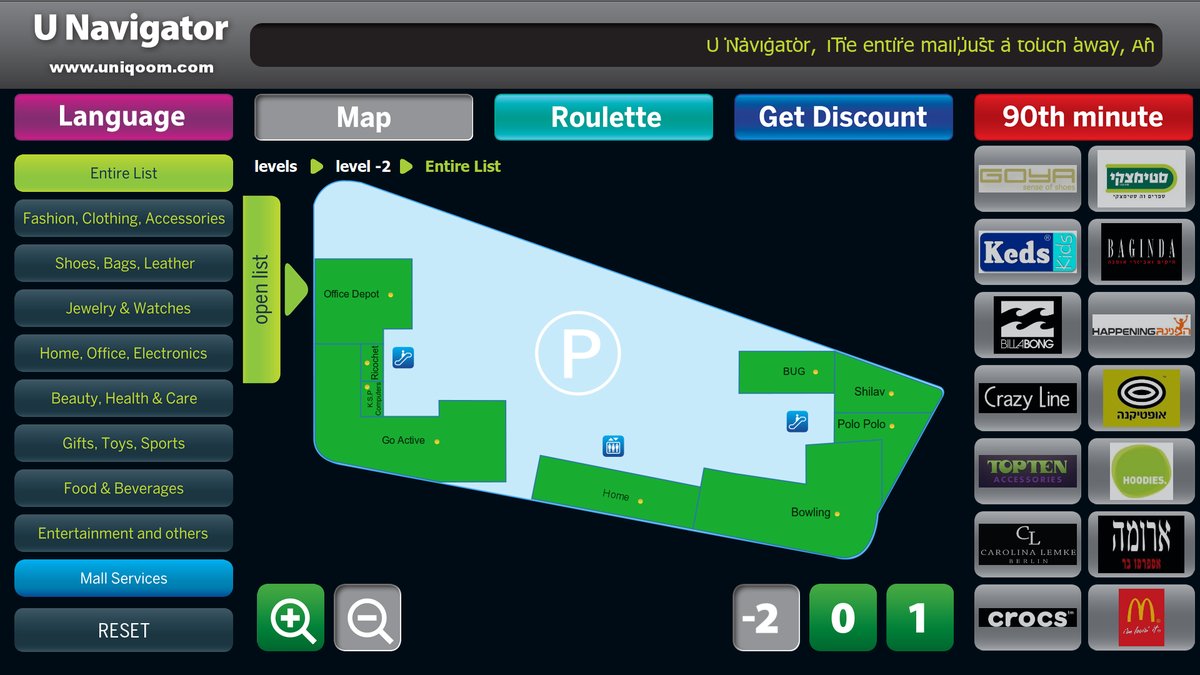 U Navigator
www.uniqoom.com
U Navigator, The entire mall,just a touch away, An
Language
Map
Roulette
Get Discount
90th minute
levels level -2 Entire List
Entire List
Fashion, Clothing, Accessories
Shoes, Bags, Leather
Jewelry & Watches
Home, Office, Electronics
Beauty, Health & Care
Gifts, Toys, Sports
Food & Beverages
Entertainment and others
Mall Services
RESET
open list
Office Depot
Ricochet
K.S.P
Computers
Go Active
P
BUG
Shilav
Polo Polo
Home
Bowling
-2
0
1
GOYA
sense of shoes
סטימצקי
Keds® Kids
BAGINDA
BILLABONG
HAPPENING הפנינג
Crazy Line
אופטיקנה
TOPTEN
ACCESSORIES
HOODIES.
CL
CAROLINA LEMKE
BERLIN
ארומה
אספרסו בר
crocs™
M